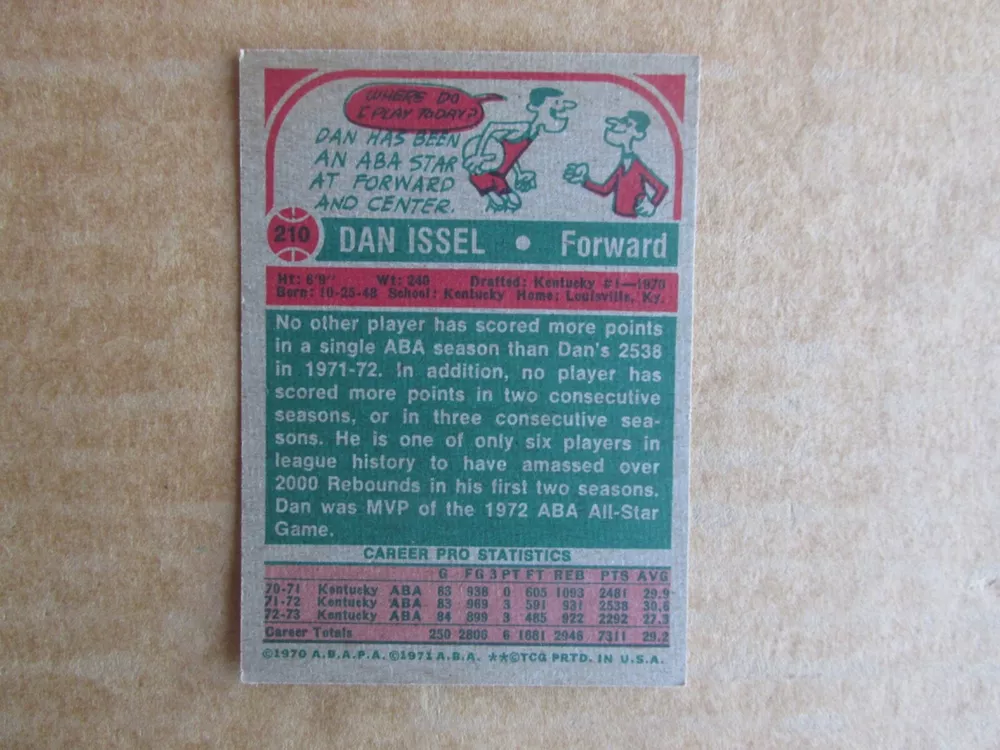 WHERE DO
I PLAY TODAY?
DAN HAS BEEN
AN ABA STAR
AT FORWARD
AND CENTER.
210 DAN ISSEL • Forward
Ht: 6'9" Wt: 240 Drafted: Kentucky #1—1970
Born: 10-25-48 School: Kentucky Home: Louisville, Ky.
No other player has scored more points
in a single ABA season than Dan's 2538
in 1971-72. In addition, no player has
scored more points in two consecutive
seasons, or in three consecutive sea-
sons. He is one of only six players in
league history to have amassed over
2000 Rebounds in his first two seasons.
Dan was MVP of the 1972 ABA All-Star
Game.
CAREER PRO STATISTICS
G FG 3PT FT REB PTS AVG
70-71 Kentucky ABA 83 938 0 605 1093 2481 29.9
71-72 Kentucky ABA 83 969 3 591 931 2538 30.6
72-73 Kentucky ABA 84 899 3 485 922 2292 27.3
Career Totals 250 2806 6 1681 2946 7311 29.2
©1970 A.B.A.P.A. ©1971 A.B.A. **©TCG PRTD. IN U.S.A.